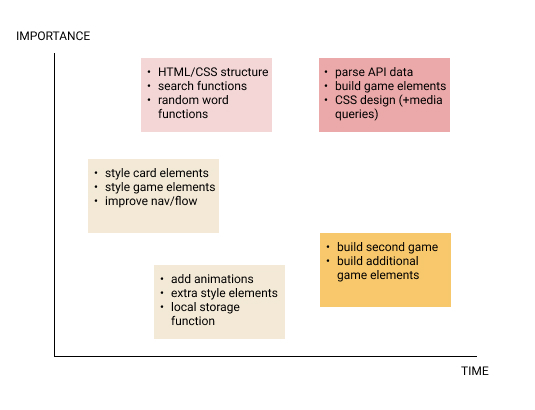 IMPORTANCE
• HTML/CSS structure
• search functions
• random word
functions
• parse API data
• build game elements
• CSS design (+media
queries)
• style card elements
• style game elements
• improve nav/flow
• build second game
• build additional
game elements
• add animations
• extra style elements
• local storage
function
TIME